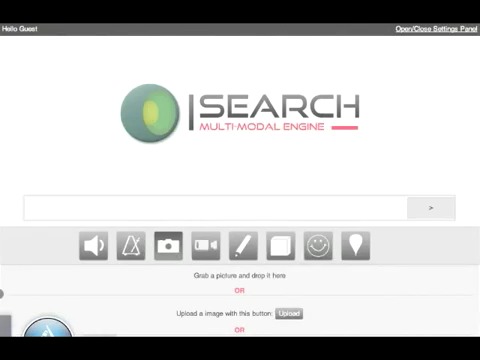 Hello Guest
Open/Close Settings Panel
|SEARCH
MULTI-MODAL ENGINE
>
Grab a picture and drop it here
OR
Upload a image with this button: Upload
OR